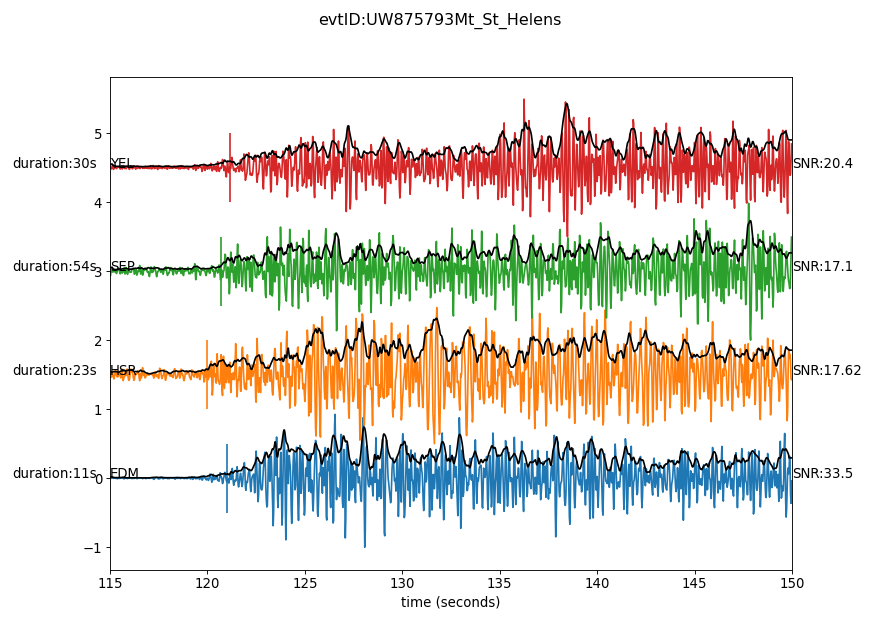 evtID:UW875793Mt_St_Helens
5
duration:30s YEL SNR:20.4
4
duration:54s SEP SNR:17.1
3
2
duration:23s HSR SNR:17.62
1
duration:11s EDM SNR:33.5
0
−1
115 120 125 130 135 140 145 150
time (seconds)